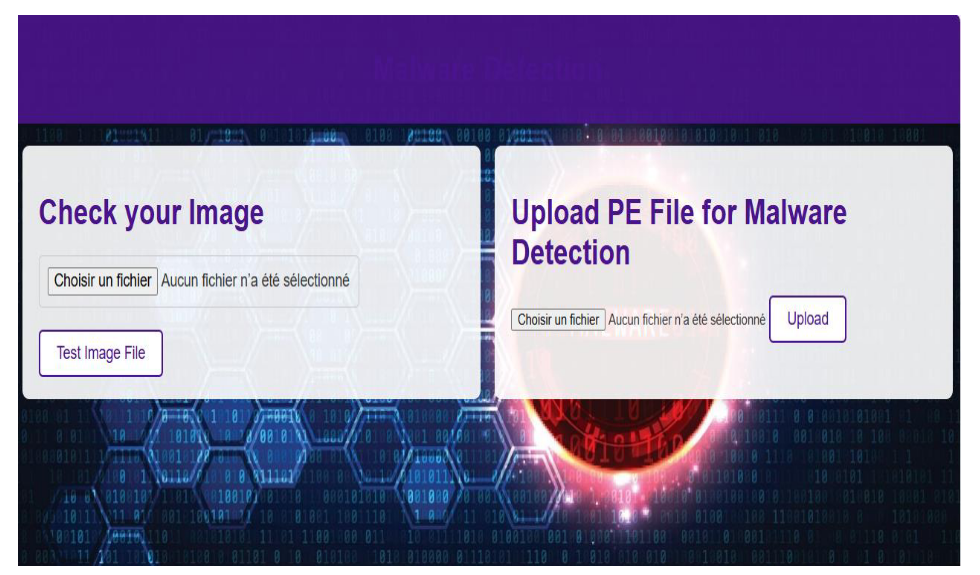 Malware Detection
Check your Image
Choisir un fichier Aucun fichier n'a été sélectionné
Test Image File
Upload PE File for Malware
Detection
Choisir un fichier Aucun fichier n'a été sélectionné Upload